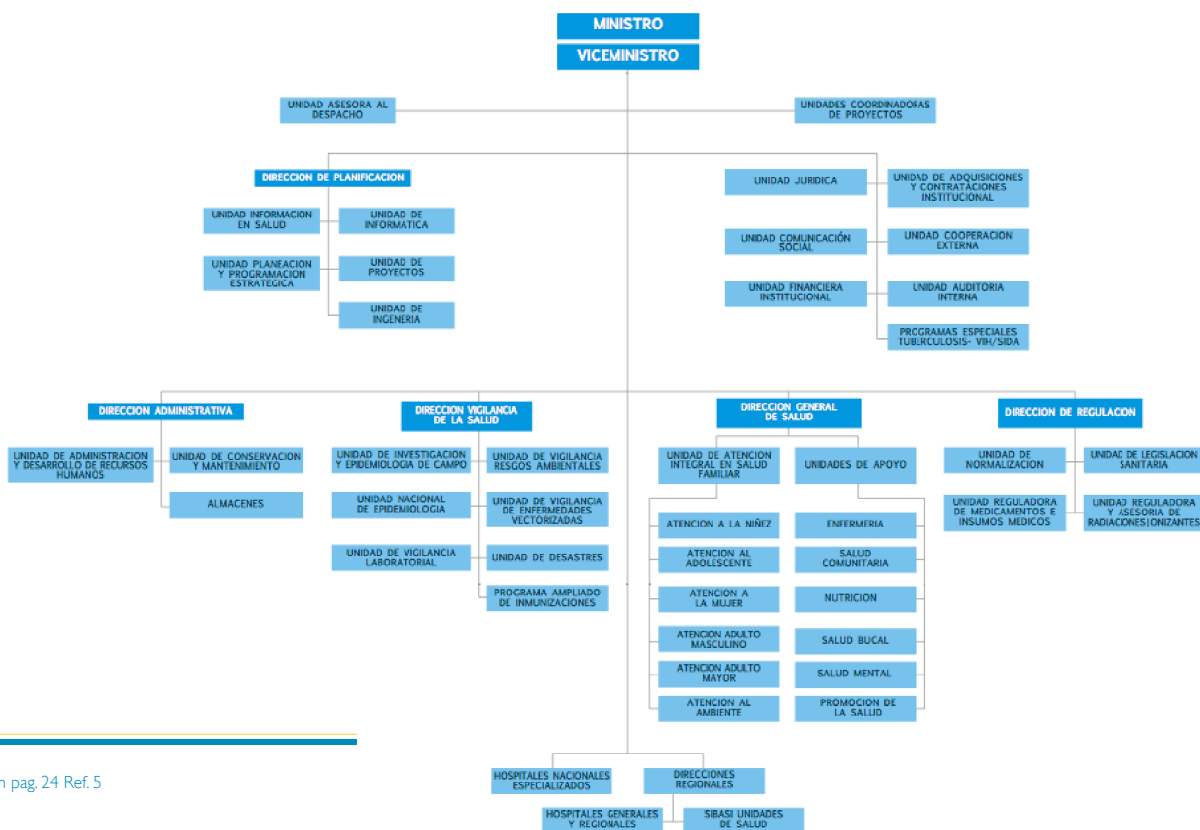 MINISTRO
VICEMINISTRO
UNIDAD ASESORA AL
DESPACHO
UNIDADES COORDINADORAS
DE PROYECTOS
DIRECCION DE PLANIFICACION
UNIDAD INFORMACION
EN SALUD
UNIDAD DE
INFORMATICA
UNIDAD PLANEACION
Y PROGRAMACION
ESTRATEGICA
UNIDAD DE
PROYECTOS
UNIDAD DE
INGENERIA
UNIDAD JURIDICA
UNIDAD DE ADQUISICIONES
Y CONTRATACIONES
INSTITUCIONAL
UNIDAD COMUNICACIÓN
SOCIAL
UNIDAD COOPERACION
EXTERNA
UNIDAD FINANCIERA
INSTITUCIONAL
UNIDAD AUDITORIA
INTERNA
PROGRAMAS ESPECIALES
TUBERCULOSIS- VIH/SIDA
DIRECCION ADMINISTRATIVA
UNIDAD DE ADMINISTRACION
Y DESARROLLO DE RECURSOS
HUMANOS
UNIDAD DE CONSERVACION
Y MANTENIMIENTO
ALMACENES
DIRECCION VIGILANCIA
DE LA SALUD
UNIDAD DE INVESTIGACION
Y EPIDEMIOLOGIA DE CAMPO
UNIDAD DE VIGILANCIA
RESGOS AMBIENTALES
UNIDAD NACIONAL
DE EPIDEMIOLOGIA
UNIDAD DE VIGILANCIA
DE ENFERMEDADES
VECTORIZADAS
UNIDAD DE VIGILANCIA
LABORATORIAL
UNIDAD DE DESASTRES
PROGRAMA AMPLIADO
DE INMUNIZACIONES
DIRECCION GENERAL
DE SALUD
UNIDAD DE ATENCION
INTEGRAL EN SALUD
FAMILIAR
UNIDADES DE APOYO
ATENCION A LA NIÑEZ
ENFERMERIA
ATENCION AL
ADOLESCENTE
SALUD
COMUNITARIA
ATENCION A
LA MUJER
NUTRICION
ATENCION ADULTO
MASCULINO
SALUD BUCAL
ATENCION ADULTO
MAYOR
SALUD MENTAL
ATENCION AL
AMBIENTE
PROMOCION DE
LA SALUD
DIRECCION DE REGULACION
UNIDAD DE
NORMALIZACION
UNIDAD DE LEGISLACION
SANITARIA
UNIDAD REGULADORA
DE MEDICAMENTOS E
INSUMOS MEDICOS
UNIDAD REGULADORA
Y ASESORIA DE
RADIACIONES IONIZANTES
HOSPITALES NACIONALES
ESPECIALIZADOS
DIRECCIONES
REGIONALES
HOSPITALES GENERALES
Y REGIONALES
SIBASI UNIDADES
DE SALUD
pag. 24 Ref. 5